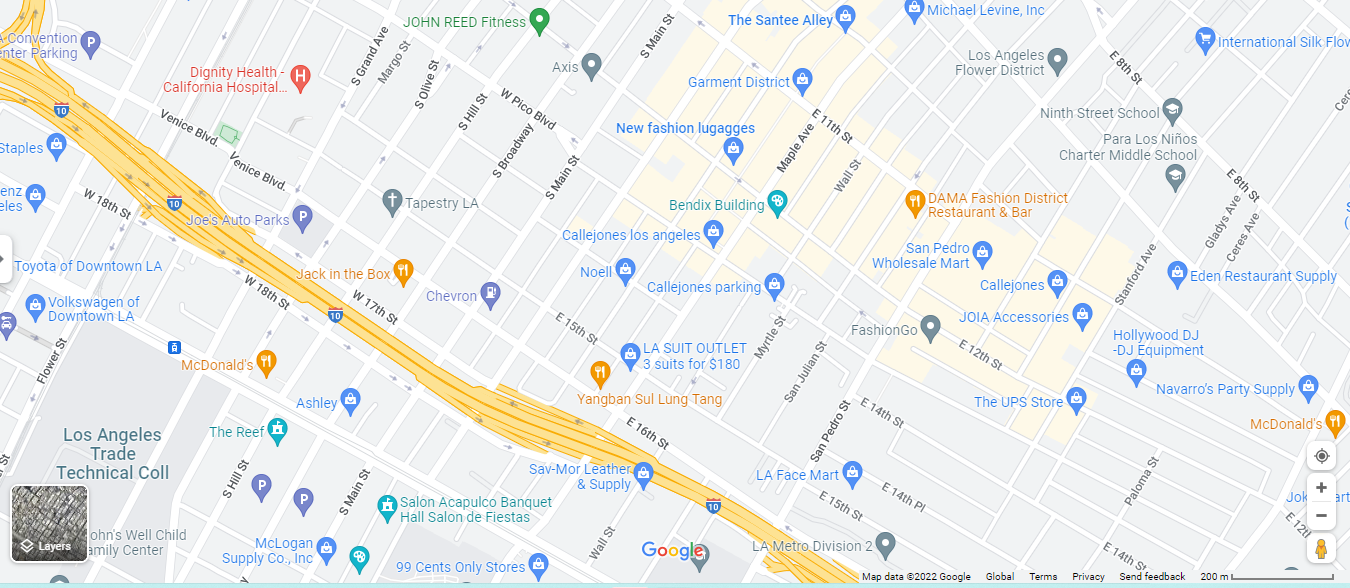 JOHN REED Fitness
The Santee Alley
Michael Levine, Inc
A Convention
enter Parking
S Grand Ave
Margo St
S Main St
International Silk Flow
Axis
Los Angeles
Flower District
E 8th St
Dignity Health -
California Hospital...
S Olive St
Garment District
10
S Hill St
W Pico Blvd
Venice Blvd.
New fashion lugagges
E 11th St
Ninth Street School
Staples
S Broadway
Maple Ave
Para Los Niños
Charter Middle School
Venice Blvd.
S Main St
Wall St
E 8th St
enz
eles
W 18th St
10
Tapestry LA
Bendix Building
DAMA Fashion District
Restaurant & Bar
Joe's Auto Parks
Gladys Ave
Ceres Ave
Callejones los angeles
San Pedro
Wholesale Mart
Toyota of Downtown LA
Jack in the Box
Noell
Callejones parking
Callejones
Stanford Ave
Eden Restaurant Supply
W 18th St
W 17th St
Chevron
Volkswagen of
Downtown LA
10
E 15th St
Myrtle St
FashionGo
JOIA Accessories
Hollywood DJ
-DJ Equipment
Flower St
LA SUIT OUTLET
3 suits for $180
San Julian St
E 12th St
McDonald's
Yangban Sul Lung Tang
Navarro's Party Supply
Ashley
The UPS Store
San Pedro St
E 14th St
The Reef
E 16th St
McDonald's
Los Angeles
Trade
Technical Coll
S Hill St
S Main St
Sav-Mor Leather
& Supply
LA Face Mart
Paloma St
E 14th Pl
10
E 15th St
Salon Acapulco Banquet
Hall Salon de Fiestas
E 12th
John's Well Child
amily Center
Layers
McLogan
Supply Co., Inc
Wall St
Google
LA Metro Division 2
E 14th St
99 Cents Only Stores
Map data ©2022 Google Global Terms Privacy Send feedback 200 m